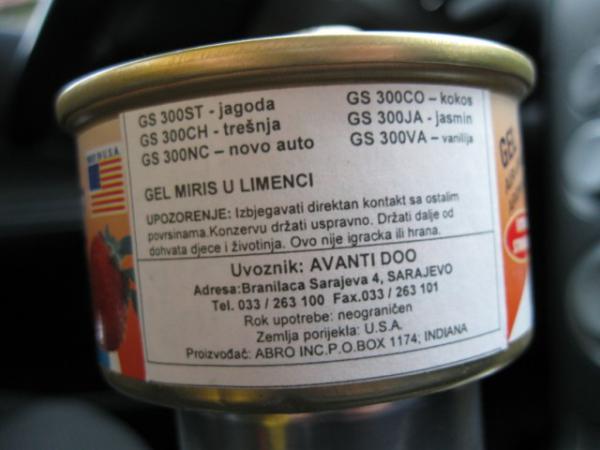 GS 300ST - jagoda
GS 300CO – kokos
GS 300CH - trešnja
GS 300JA - jasmin
GS 300NC – novo auto
GS 300VA – vanilija
GEL MIRIS U LIMENCI
UPOZORENJE: Izbjegavati direktan kontakt sa ostalim
povrsinama.Konzervu držati uspravno. Držati dalje od
dohvata djece i životinja. Ovo nije igracka ili hrana.
Uvoznik: AVANTI DOO
Adresa:Branilaca Sarajeva 4, SARAJEVO
Tel. 033 / 263 100 Fax.033 / 263 101
Rok upotrebe: neograničen
Zemlja porijekla: U.S.A.
Proizvođač: ABRO INC.P.O.BOX 1174; INDIANA
GEL